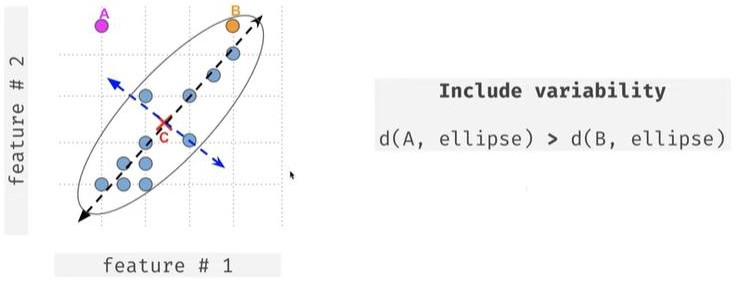 A
B
C
feature # 2
feature # 1
Include variability
d(A, ellipse) > d(B, ellipse)